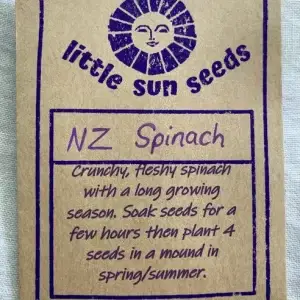 little sun seeds
NZ Spinach
Crunchy, fleshy spinach
with a long growing
season. Soak seeds for a
few hours then plant 4
seeds in a mound in
spring/summer.